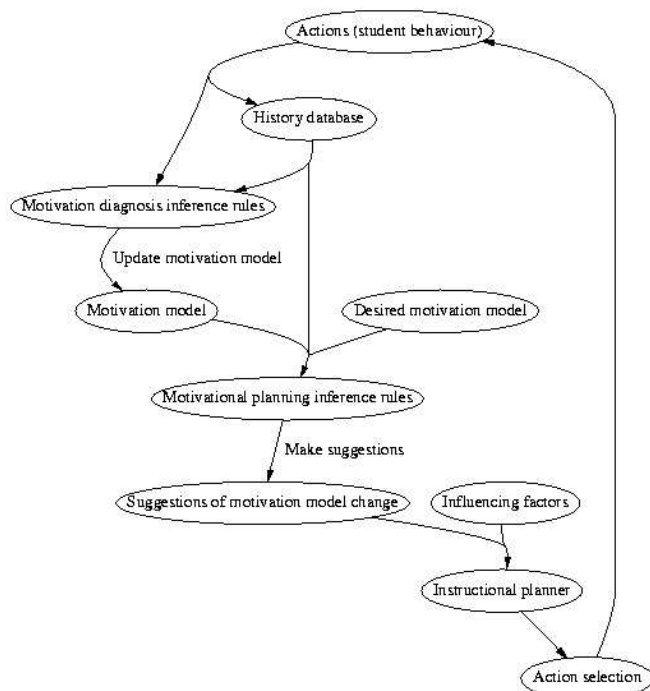 Actions (student behaviour)
History database
Motivation diagnosis inference rules
Update motivation model
Motivation model
Desired motivation model
Motivational planning inference rules
Make suggestions
Suggestions of motivation model change
Influencing factors
Instructional planner
Action selection